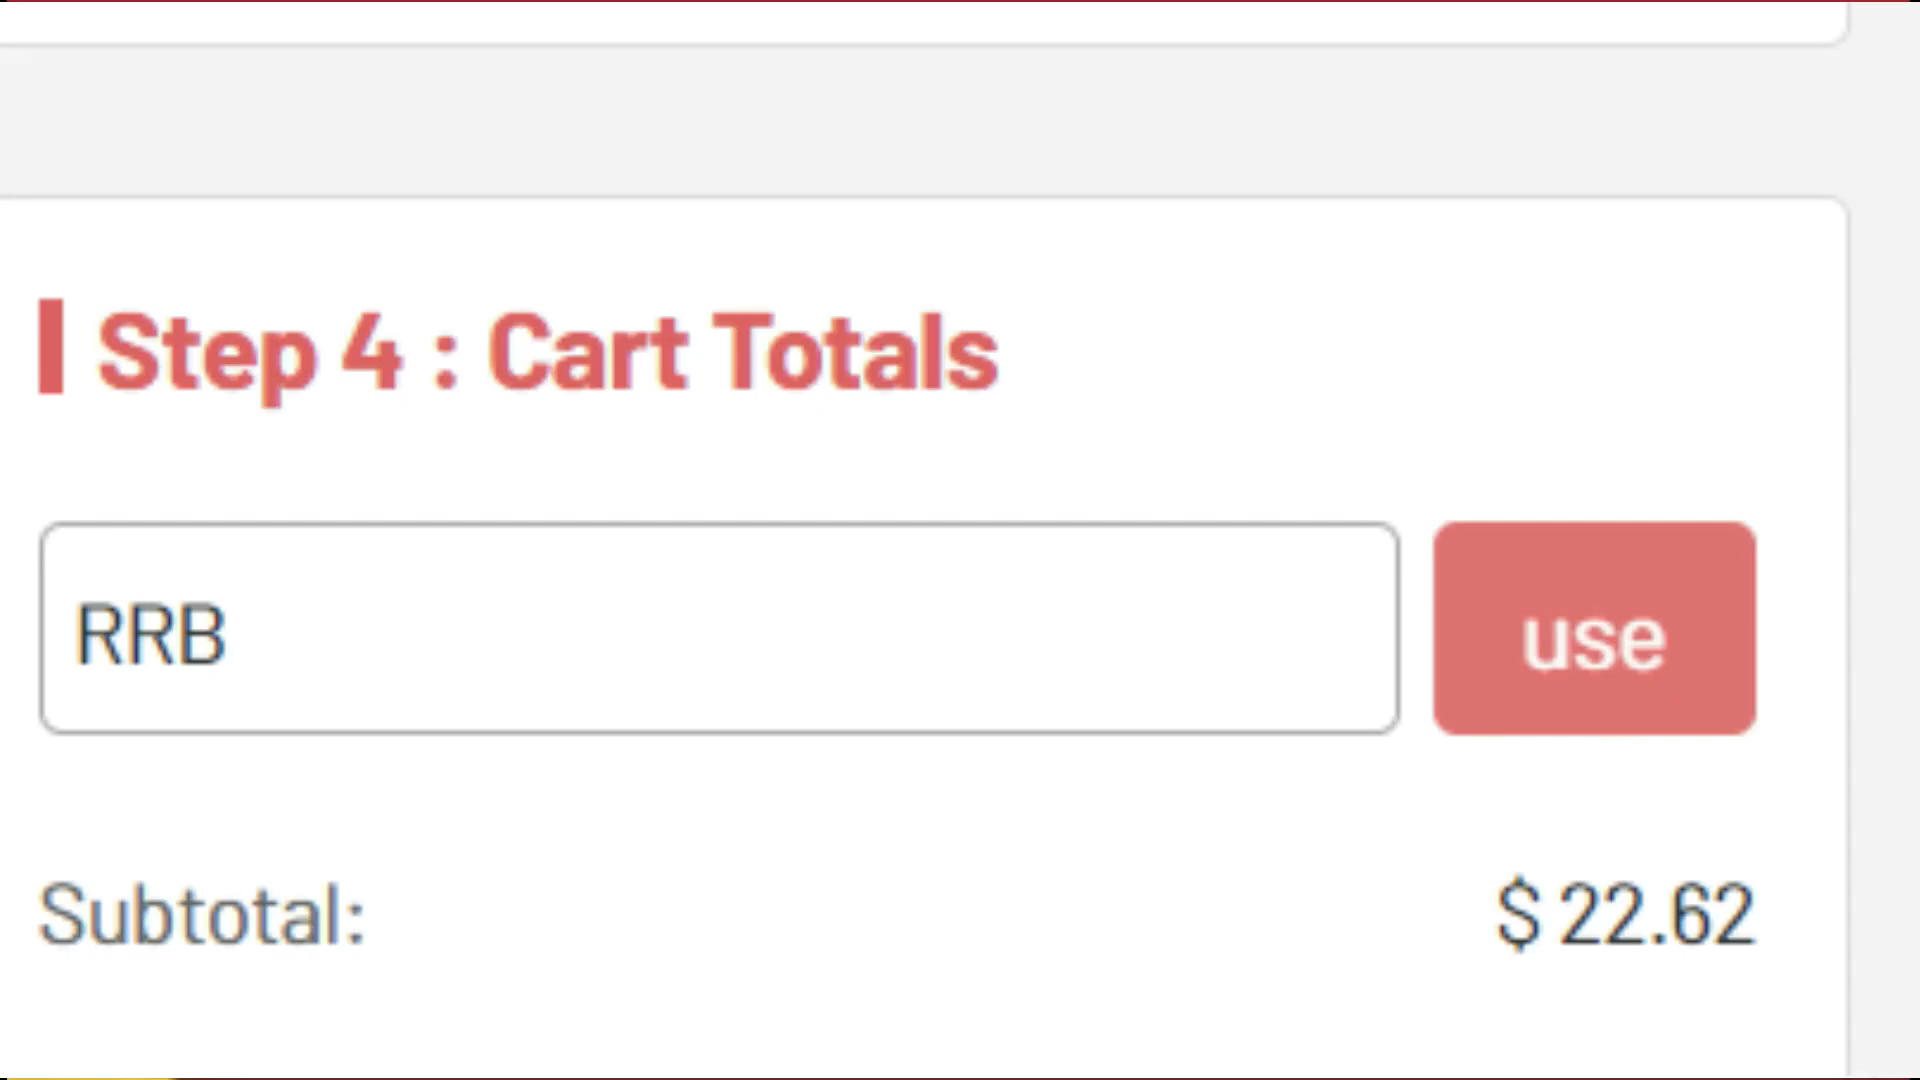 Step 4 : Cart Totals
RRB
use
Subtotal: $ 22.62